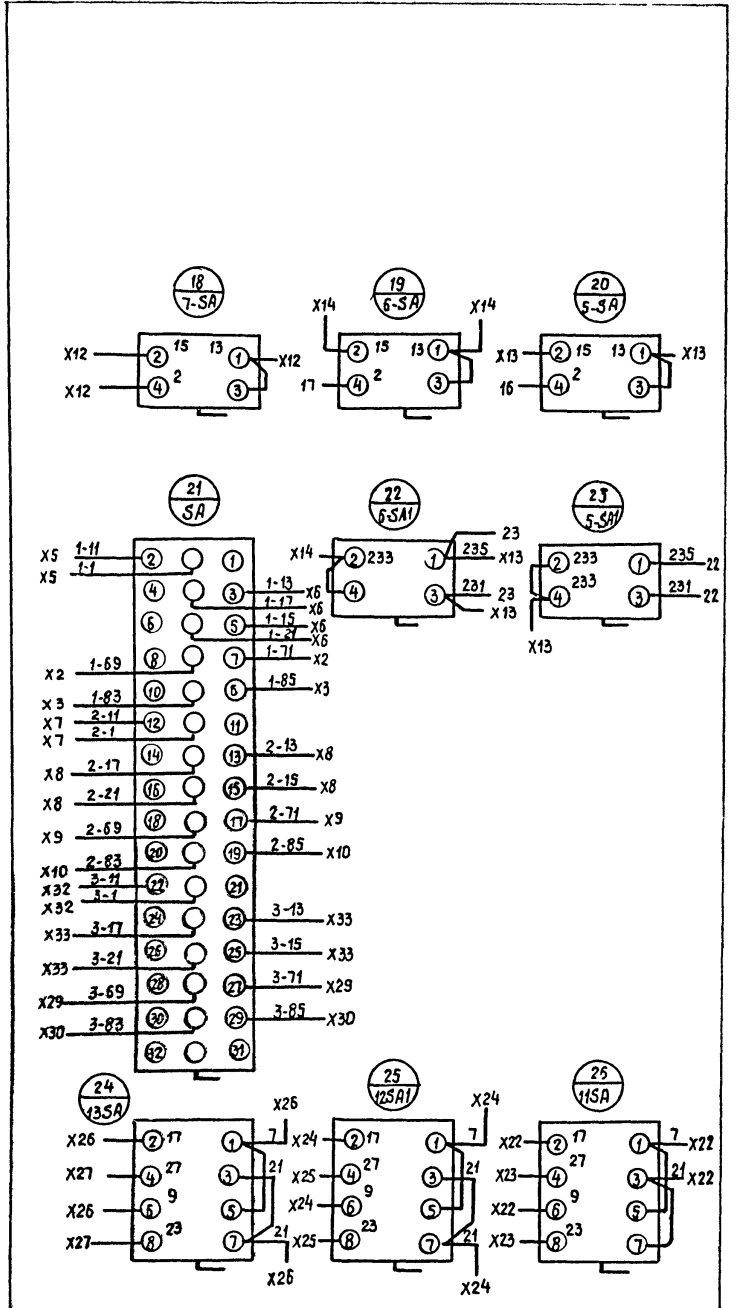 18 19 20
7-SA 6-SA 5-SA
X14 X14
X12 2 15 13 1 X12 2 15 13 1 X13 2 15 13 1 X13
X12 4 2 3 17 4 2 3 16 4 2 3
21 22 23
SA 6-SA1 5-SA1
X5 1-11 2 1
X5 1-1
4 3 1-13 X6
1-17 X6
6 5 1-15 X6
1-21 X6
8 7 1-71 X2
X2 1-69
10 6 1-85 X3
X3 1-83
X7 2-11 12 11
X7 2-1
14 13 2-13 X8
X8 2-17
16 15 2-15 X8
X8 2-21
18 17 2-71 X9
X9 2-69
20 19 2-85 X10
X10 2-83
X32 3-11 22 21
X32 3-1
24 23 3-13 X33
X33 3-17
26 25 3-15 X33
X33 3-21
28 27 3-71 X29
X29 3-69
30 29 3-85 X30
X30 3-83
32 31
23
X14 2 233 1 235 X13
4 3 231 23
X13
2 233 1 235 22
4 233 3 231 22
X13
24 25 26
13SA 12SA1 11SA
X26 X24
X26 2 17 1 7 X24 2 17 1 7 X22 2 17 1 7 X22
X27 4 27 3 21 X25 4 27 3 21 X23 4 27 3 21 X22
X26 6 9 5 X24 6 9 5 X22 6 9 5
X27 8 23 7 21 X25 8 23 7 21 X23 8 23 7
X26 X24